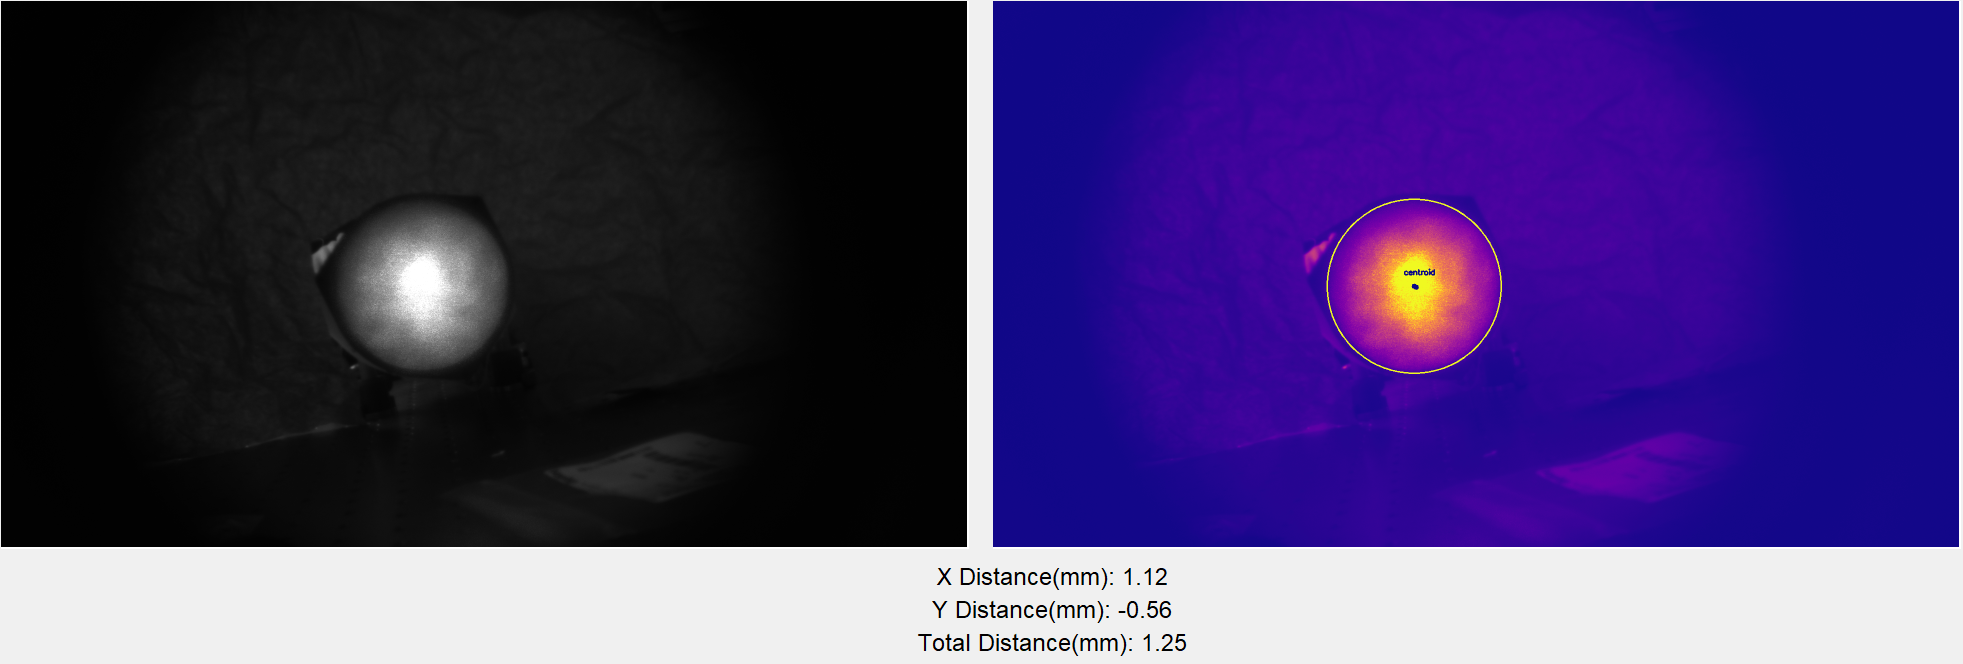 centroid
X Distance(mm): 1.12
Y Distance(mm): -0.56
Total Distance(mm): 1.25